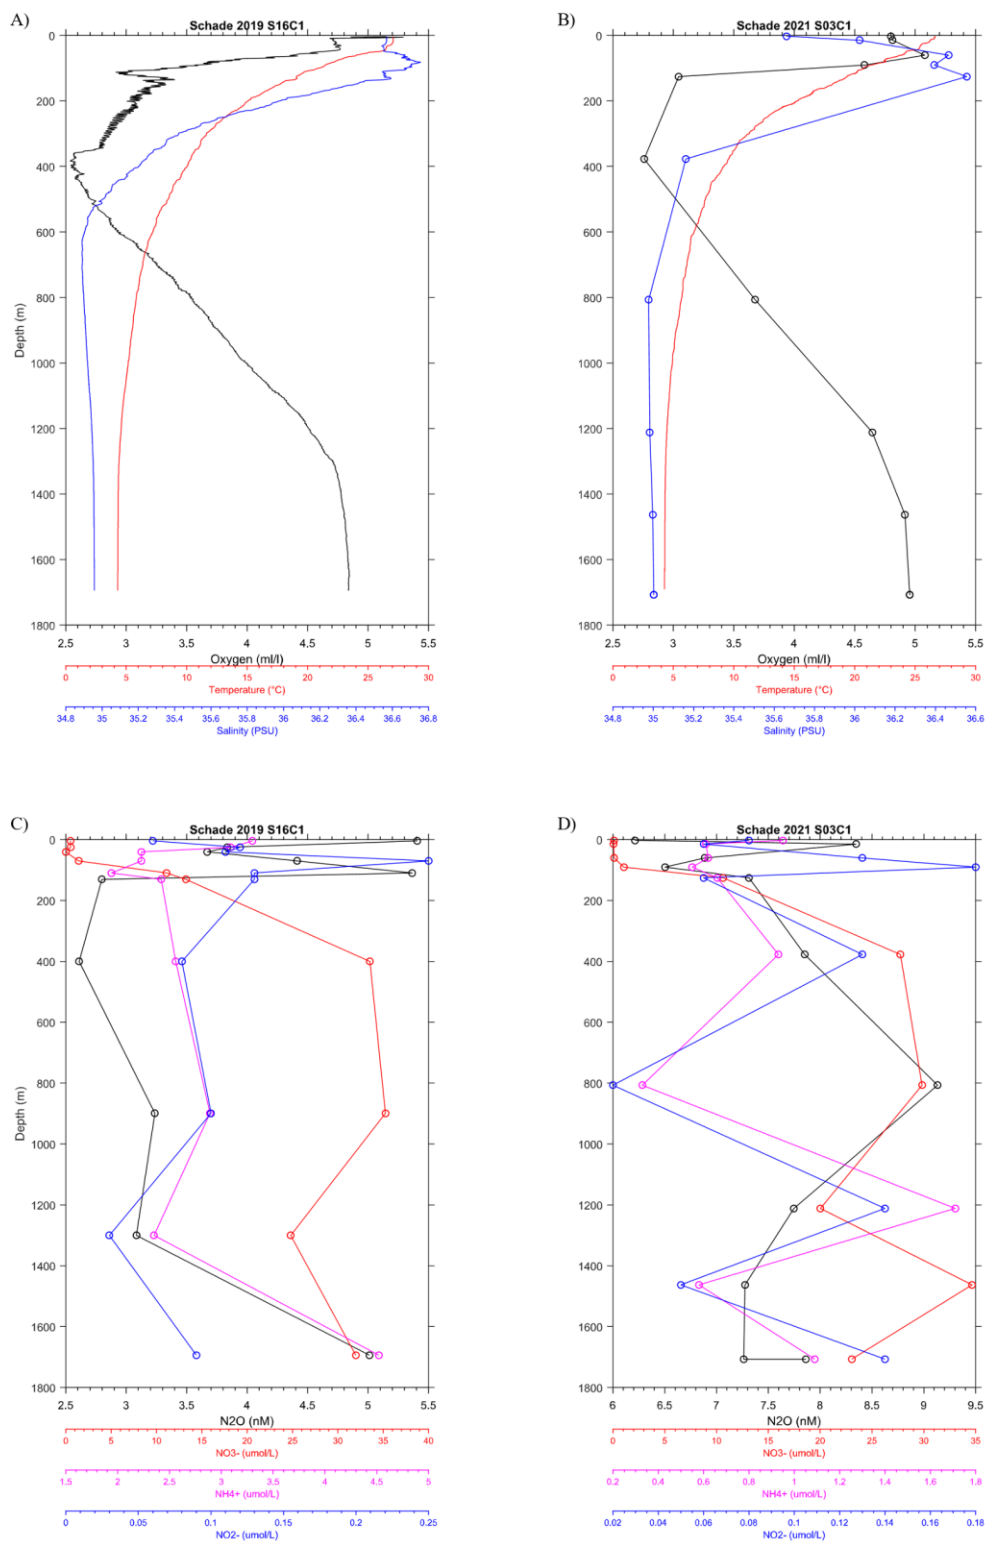 A)
Schade 2019 S16C1
0
200
400
600
800
1000
1200
1400
1600
1800
Depth (m)
2.5 3 3.5 4 4.5 5 5.5
Oxygen (ml/l)
0 5 10 15 20 25 30
Temperature (°C)
34.8 35 35.2 35.4 35.6 35.8 36 36.2 36.4 36.6 36.8
Salinity (PSU)
B)
Schade 2021 S03C1
0
200
400
600
800
1000
1200
1400
1600
1800
2.5 3 3.5 4 4.5 5 5.5
Oxygen (ml/l)
0 5 10 15 20 25 30
Temperature (°C)
34.8 35 35.2 35.4 35.6 35.8 36 36.2 36.4 36.6
Salinity (PSU)
C)
Schade 2019 S16C1
0
200
400
600
800
1000
1200
1400
1600
1800
Depth (m)
2.5 3 3.5 4 4.5 5 5.5
N2O (nM)
0 5 10 15 20 25 30 35 40
NO3- (umol/L)
1.5 2 2.5 3 3.5 4 4.5 5
NH4+ (umol/L)
0 0.05 0.1 0.15 0.2 0.25
NO2- (umol/L)
D)
Schade 2021 S03C1
0
200
400
600
800
1000
1200
1400
1600
1800
6 6.5 7 7.5 8 8.5 9 9.5
N2O (nM)
0 5 10 15 20 25 30 35
NO3- (umol/L)
0.2 0.4 0.6 0.8 1 1.2 1.4 1.6 1.8
NH4+ (umol/L)
0.02 0.04 0.06 0.08 0.1 0.12 0.14 0.16 0.18
NO2- (umol/L)